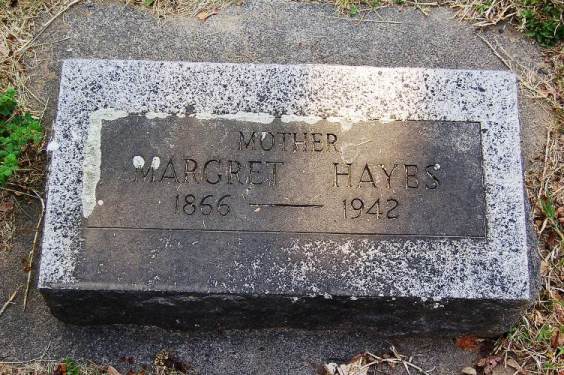 MOTHER
MARGRET HAYES
1866 — 1942